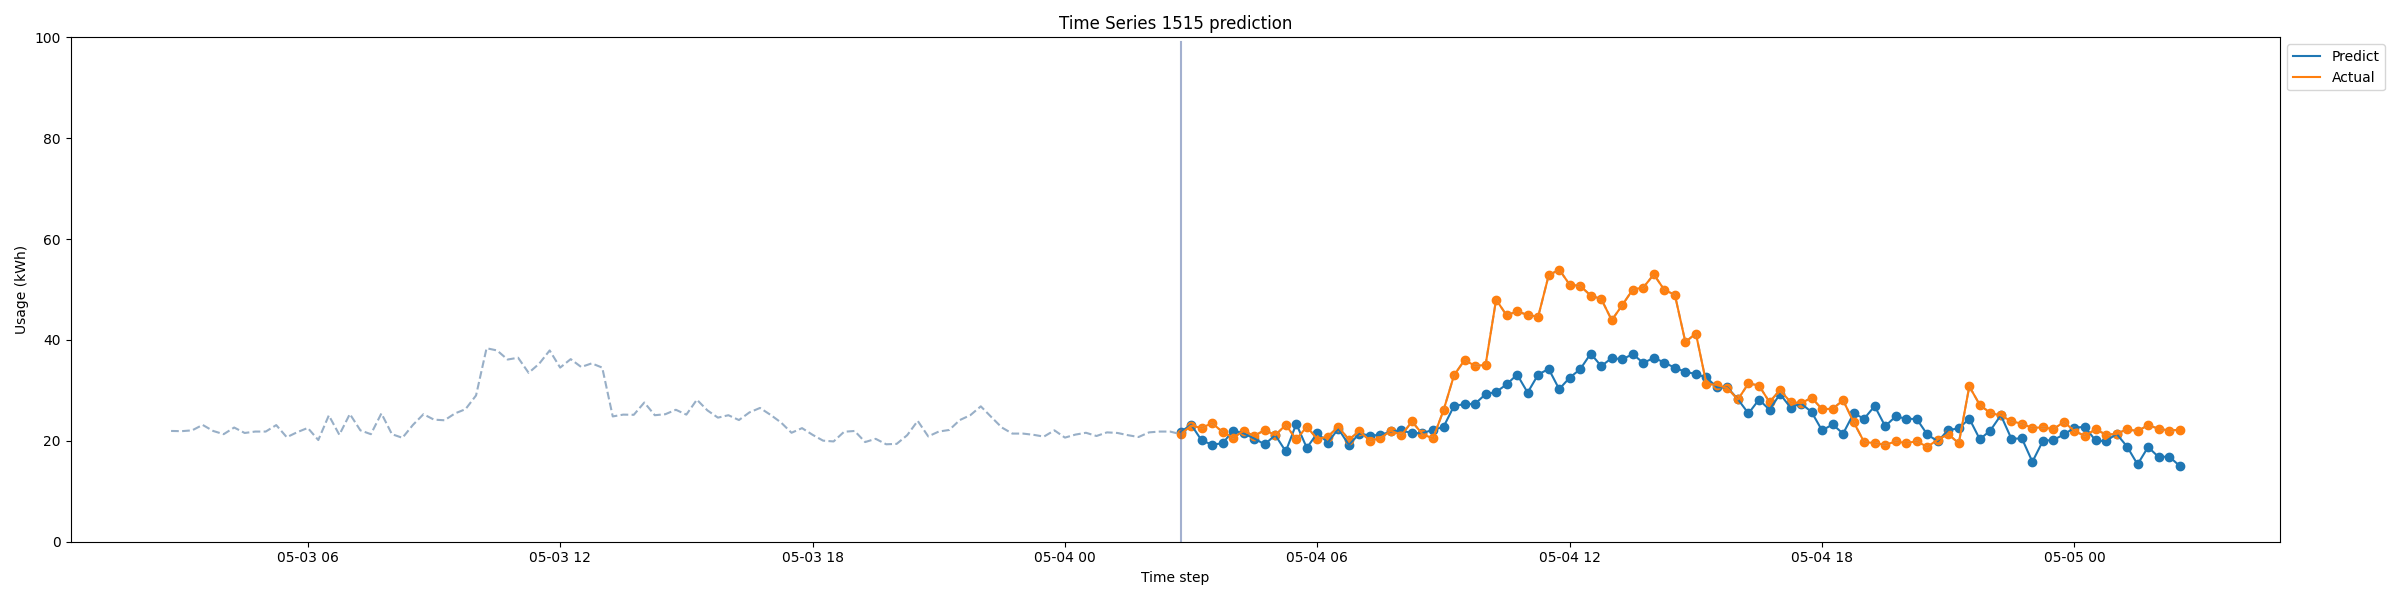 Time Series 1515 prediction
Predict
Actual
100
80
60
40
20
0
Usage (kWh)
05-03 06
05-03 12
05-03 18
05-04 00
05-04 06
05-04 12
05-04 18
05-05 00
Time step